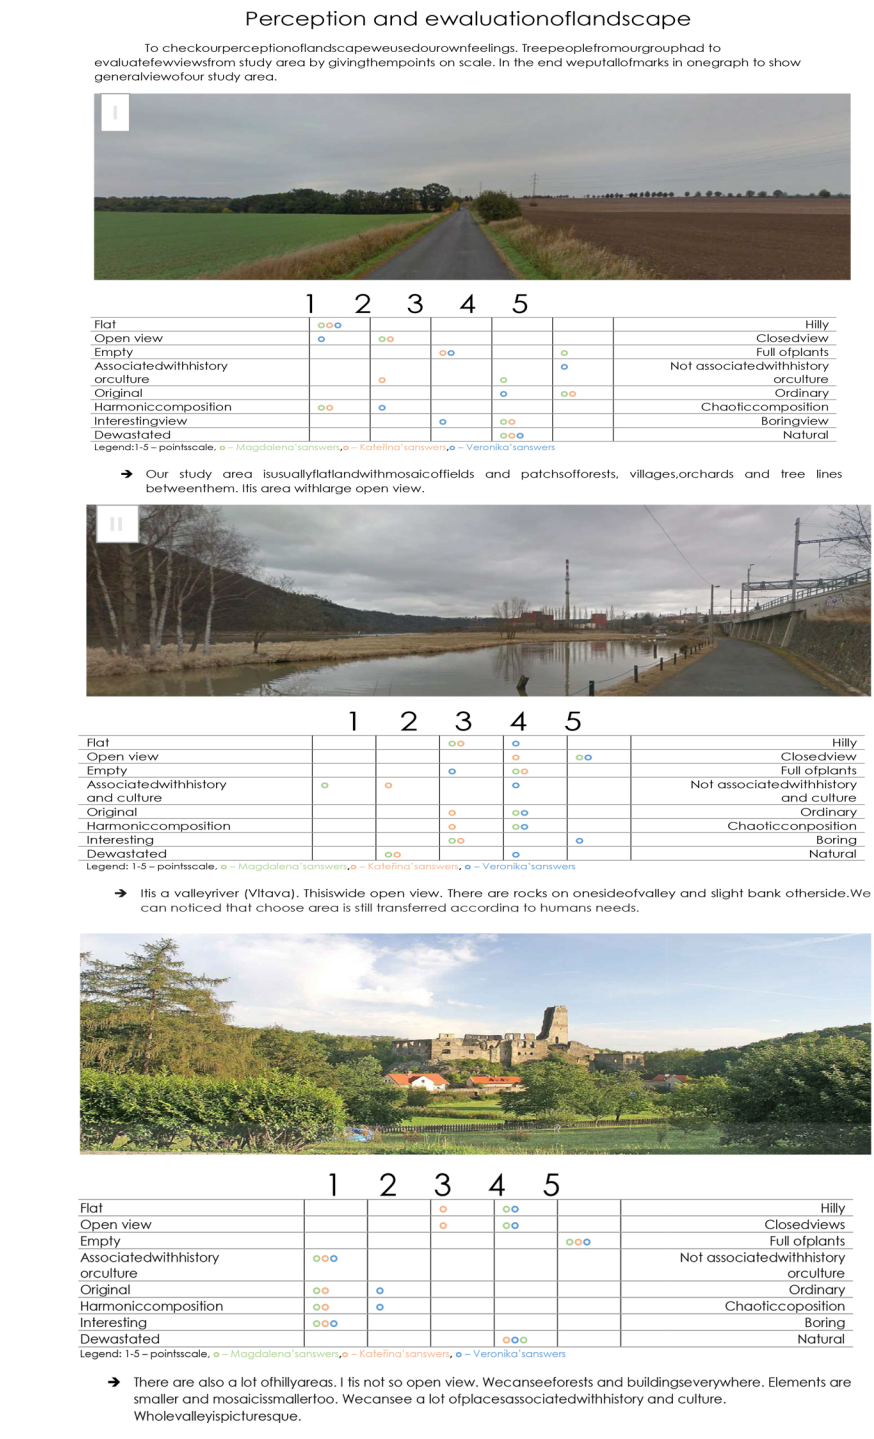 Perception and ewaluationoflandscape
To checkourperceptionoflandscapeweusedourownfeelings. Treepeoplefromourgrouphad to
evaluatefewviewsfrom study area by givingthempoints on scale. In the end weputallofmarks in onegraph to show
generalviewofour study area.
I
1 2 3 4 5
Flat Hilly
Open view Closedview
Empty Full ofplants
Associatedwithhistory Not associatedwithhistory
orculture orculture
Original Ordinary
Harmoniccomposition Chaoticcomposition
Interestingview Boringview
Dewastated Natural
Legend:1-5 – pointsscale, o – Magdalena'sanswers,o – Kateřina'sanswers,o – Veronika'sanswers
➔ Our study area isusuallyflatlandwithmosaicoffields and patchsofforests, villages,orchards and tree lines
betweenthem. Itis area withlarge open view.
II
1 2 3 4 5
Flat Hilly
Open view Closedview
Empty Full ofplants
Associatedwithhistory Not associatedwithhistory
and culture and culture
Original Ordinary
Harmoniccomposition Chaoticconposition
Interesting Boring
Dewastated Natural
Legend: 1-5 – pointsscale, o – Magdalena'sanswers,o – Kateřina'sanswers, o – Veronika'sanswers
➔ Itis a valleyriver (Vltava). Thisiswide open view. There are rocks on onesideofvalley and slight bank otherside.We
can noticed that choose area is still transferred according to humans needs.
1 2 3 4 5
Flat Hilly
Open view Closedviews
Empty Full ofplants
Associatedwithhistory Not associatedwithhistory
orculture orculture
Original Ordinary
Harmoniccomposition Chaoticcoposition
Interesting Boring
Dewastated Natural
Legend: 1-5 – pointsscale, o – Magdalena'sanswers,o – Kateřina'sanswers, o – Veronika'sanswers
➔ There are also a lot ofhillyareas. I tis not so open view. Wecanseeforests and buildingseverywhere. Elements are
smaller and mosaicissmallertoo. Wecansee a lot ofplacesassociatedwithhistory and culture.
Wholevalleyispicturesque.